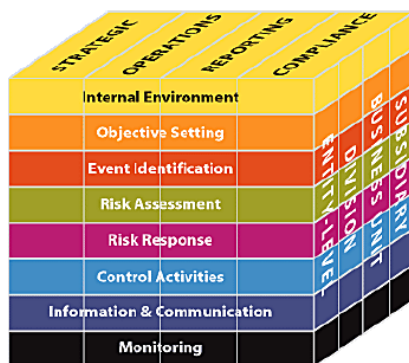 STRATEGIC
OPERATIONS
REPORTING
COMPLIANCE
Internal Environment
Objective Setting
Event Identification
Risk Assessment
Risk Response
Control Activities
Information & Communication
Monitoring
ENTITY-LEVEL
DIVISION
BUSINESS UNIT
SUBSIDIARY